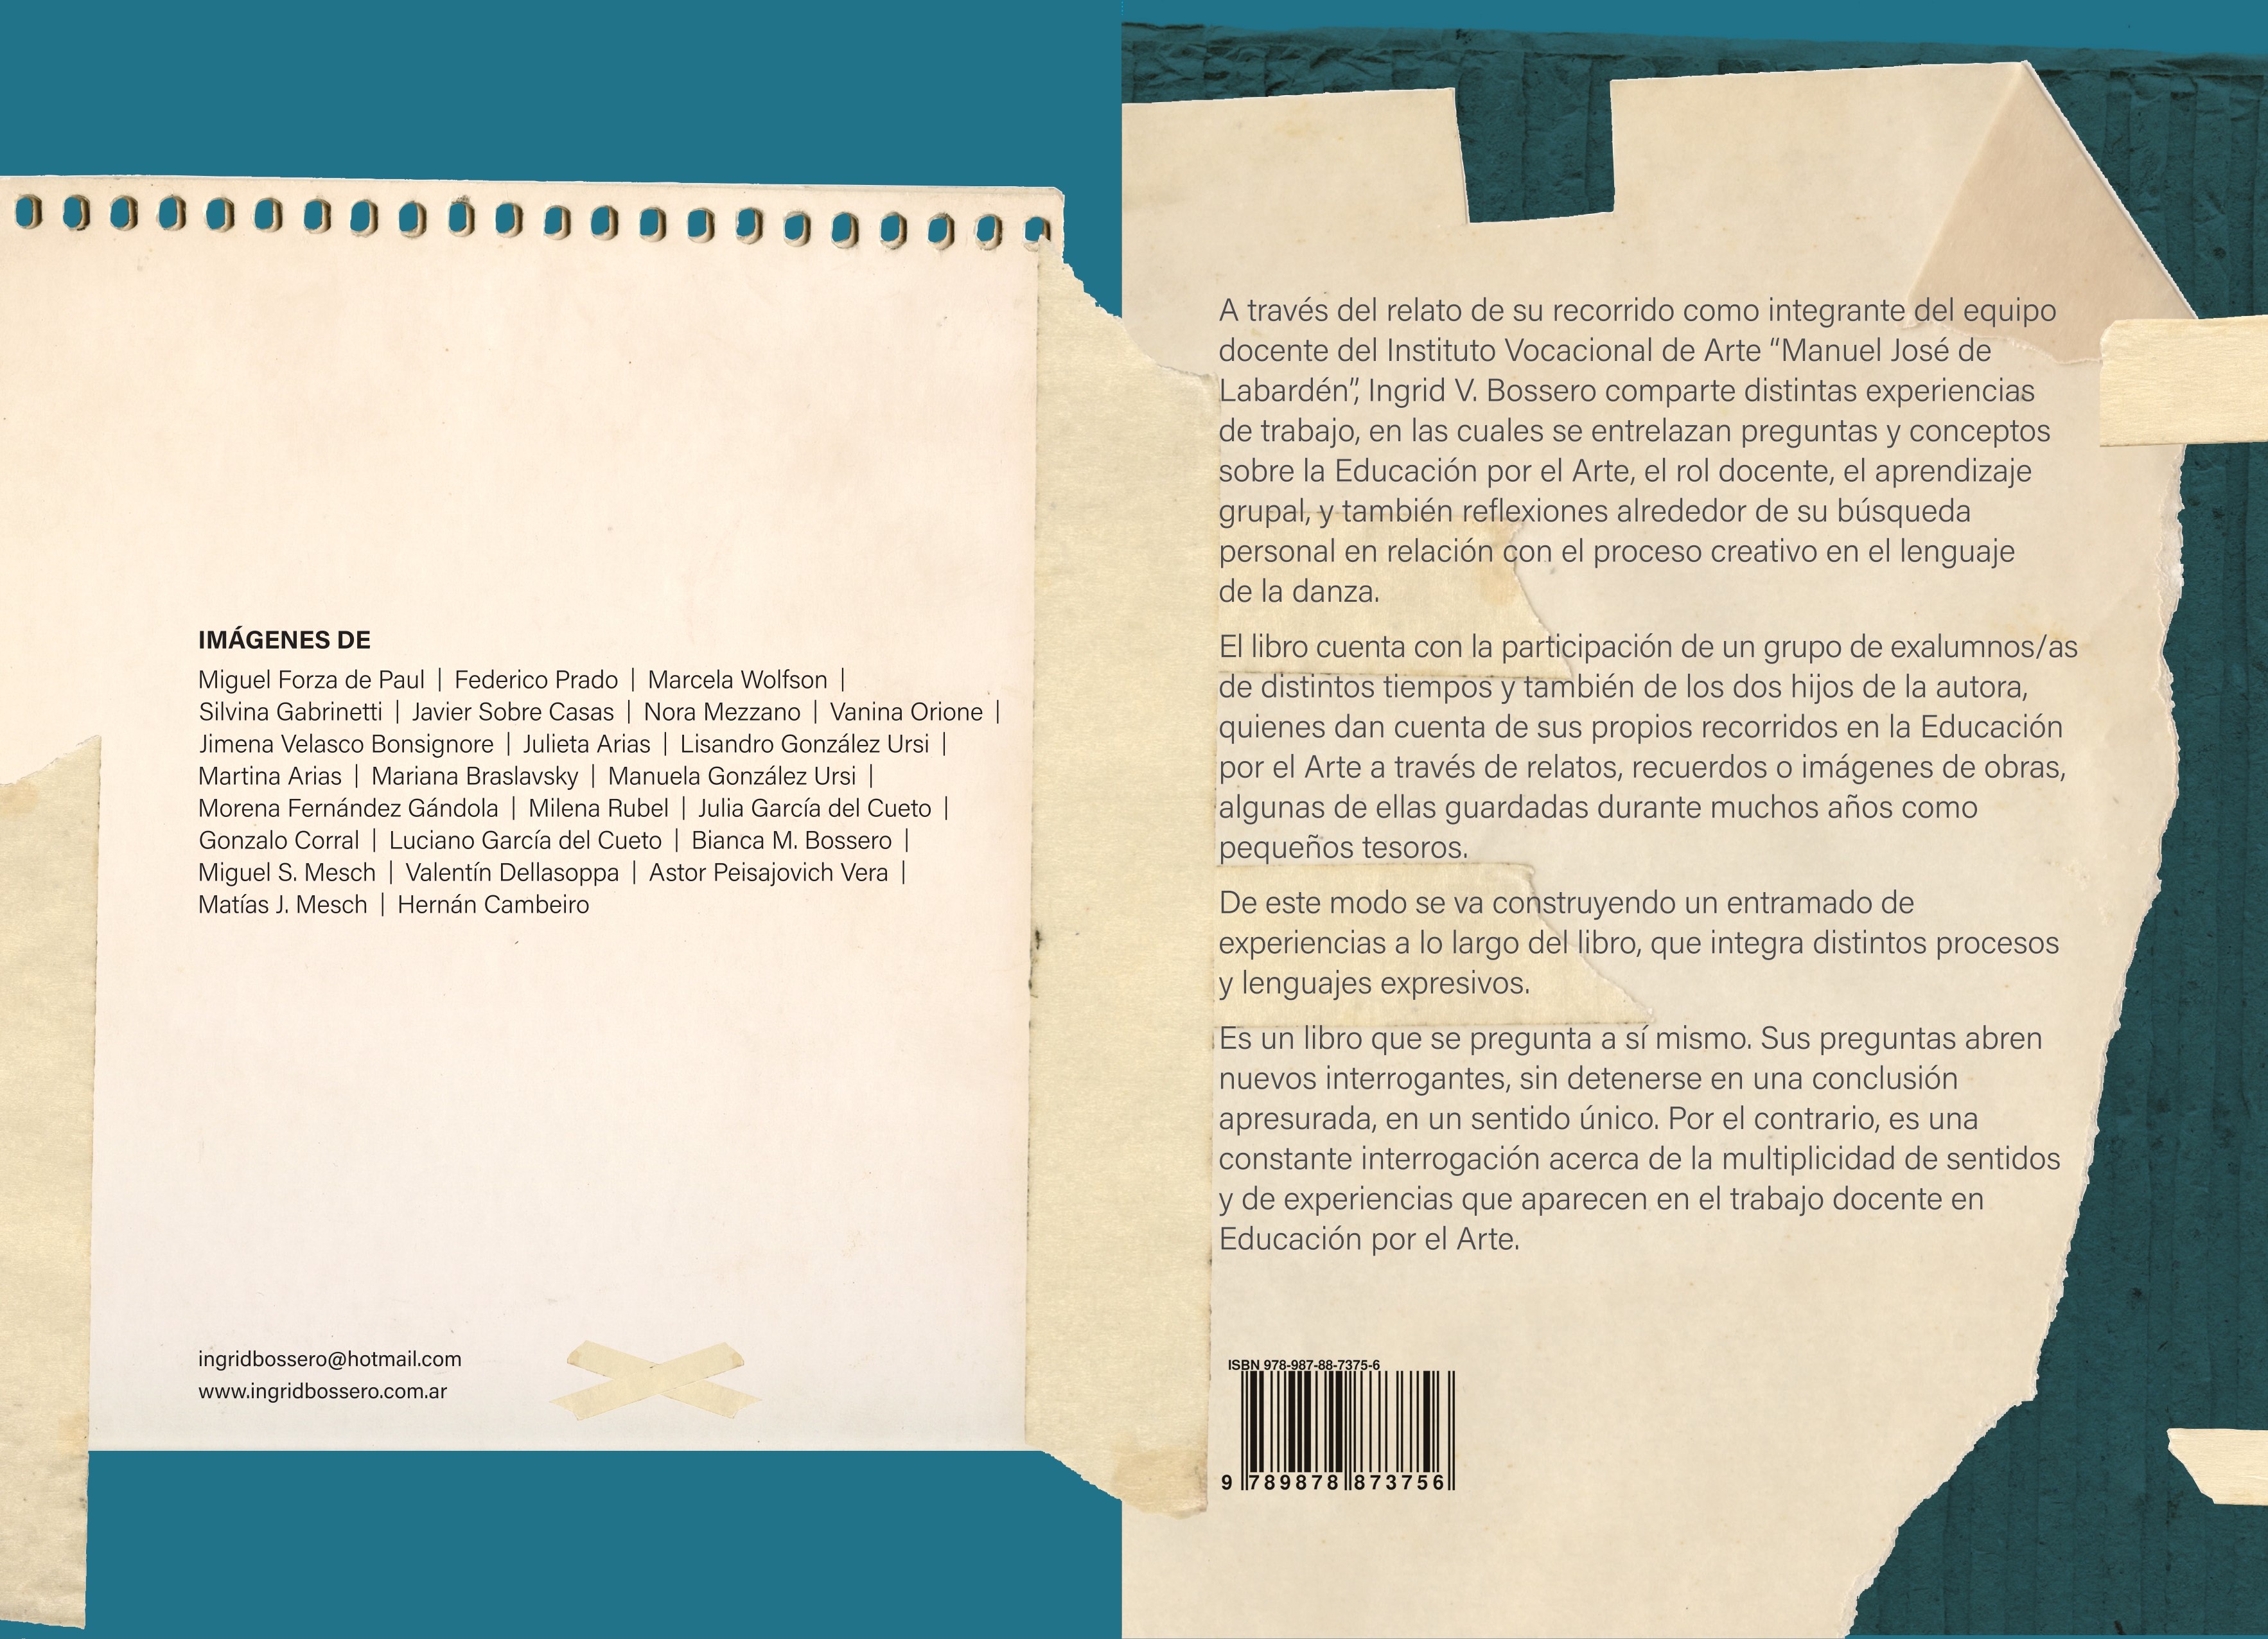 IMÁGENES DE
Miguel Forza de Paul | Federico Prado | Marcela Wolfson |
Silvina Gabrinetti | Javier Sobre Casas | Nora Mezzano | Vanina Orione |
Jimena Velasco Bonsignore | Julieta Arias | Lisandro González Ursi |
Martina Arias | Mariana Braslavsky | Manuela González Ursi |
Morena Fernández Gándola | Milena Rubel | Julia García del Cueto |
Gonzalo Corral | Luciano García del Cueto | Bianca M. Bossero |
Miguel S. Mesch | Valentín Dellasoppa | Astor Peisajovich Vera |
Matías J. Mesch | Hernán Cambeiro
ingridbossero@hotmail.com
www.ingridbossero.com.ar
A través del relato de su recorrido como integrante del equipo
docente del Instituto Vocacional de Arte “Manuel José de
Labardén”, Ingrid V. Bossero comparte distintas experiencias
de trabajo, en las cuales se entrelazan preguntas y conceptos
sobre la Educación por el Arte, el rol docente, el aprendizaje
grupal, y también reflexiones alrededor de su búsqueda
personal en relación con el proceso creativo en el lenguaje
de la danza.
El libro cuenta con la participación de un grupo de exalumnos/as
de distintos tiempos y también de los dos hijos de la autora,
quienes dan cuenta de sus propios recorridos en la Educación
por el Arte a través de relatos, recuerdos o imágenes de obras,
algunas de ellas guardadas durante muchos años como
pequeños tesoros.
De este modo se va construyendo un entramado de
experiencias a lo largo del libro, que integra distintos procesos
y lenguajes expresivos.
Es un libro que se pregunta a sí mismo. Sus preguntas abren
nuevos interrogantes, sin detenerse en una conclusión
apresurada, en un sentido único. Por el contrario, es una
constante interrogación acerca de la multiplicidad de sentidos
y de experiencias que aparecen en el trabajo docente en
Educación por el Arte.
ISBN 978-987-88-7375-6
9 789878 873756